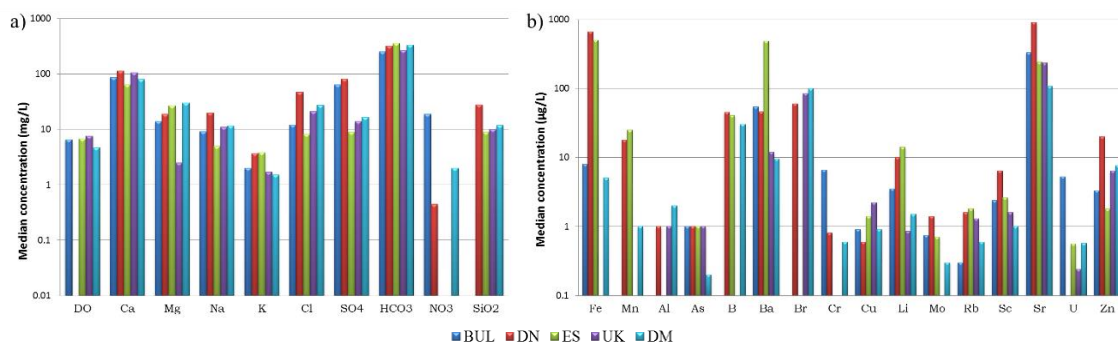 a)
1000
100
10
1
0.1
0.01
Median concentration (mg/L)
DO Ca Mg Na K Cl SO4 HCO3 NO3 SiO2
b)
1000
100
10
1
0.1
Median concentration (µg/L)
Fe Mn Al As B Ba Br Cr Cu Li Mo Rb Sc Sr U Zn
BUL DN ES UK DM